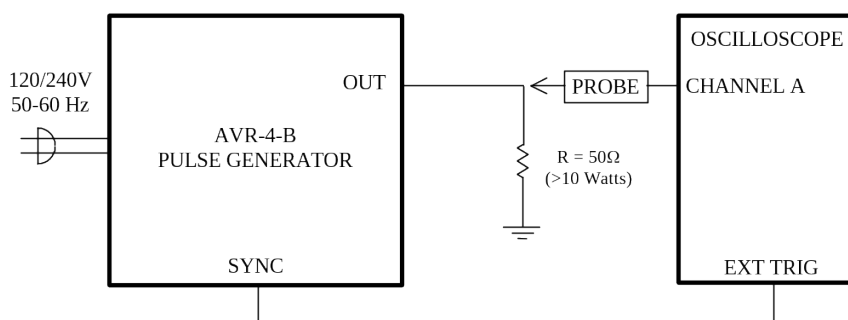 120/240V
50-60 Hz
AVR-4-B
PULSE GENERATOR
OUT
SYNC
R = 50Ω
(>10 Watts)
PROBE
OSCILLOSCOPE
CHANNEL A
EXT TRIG